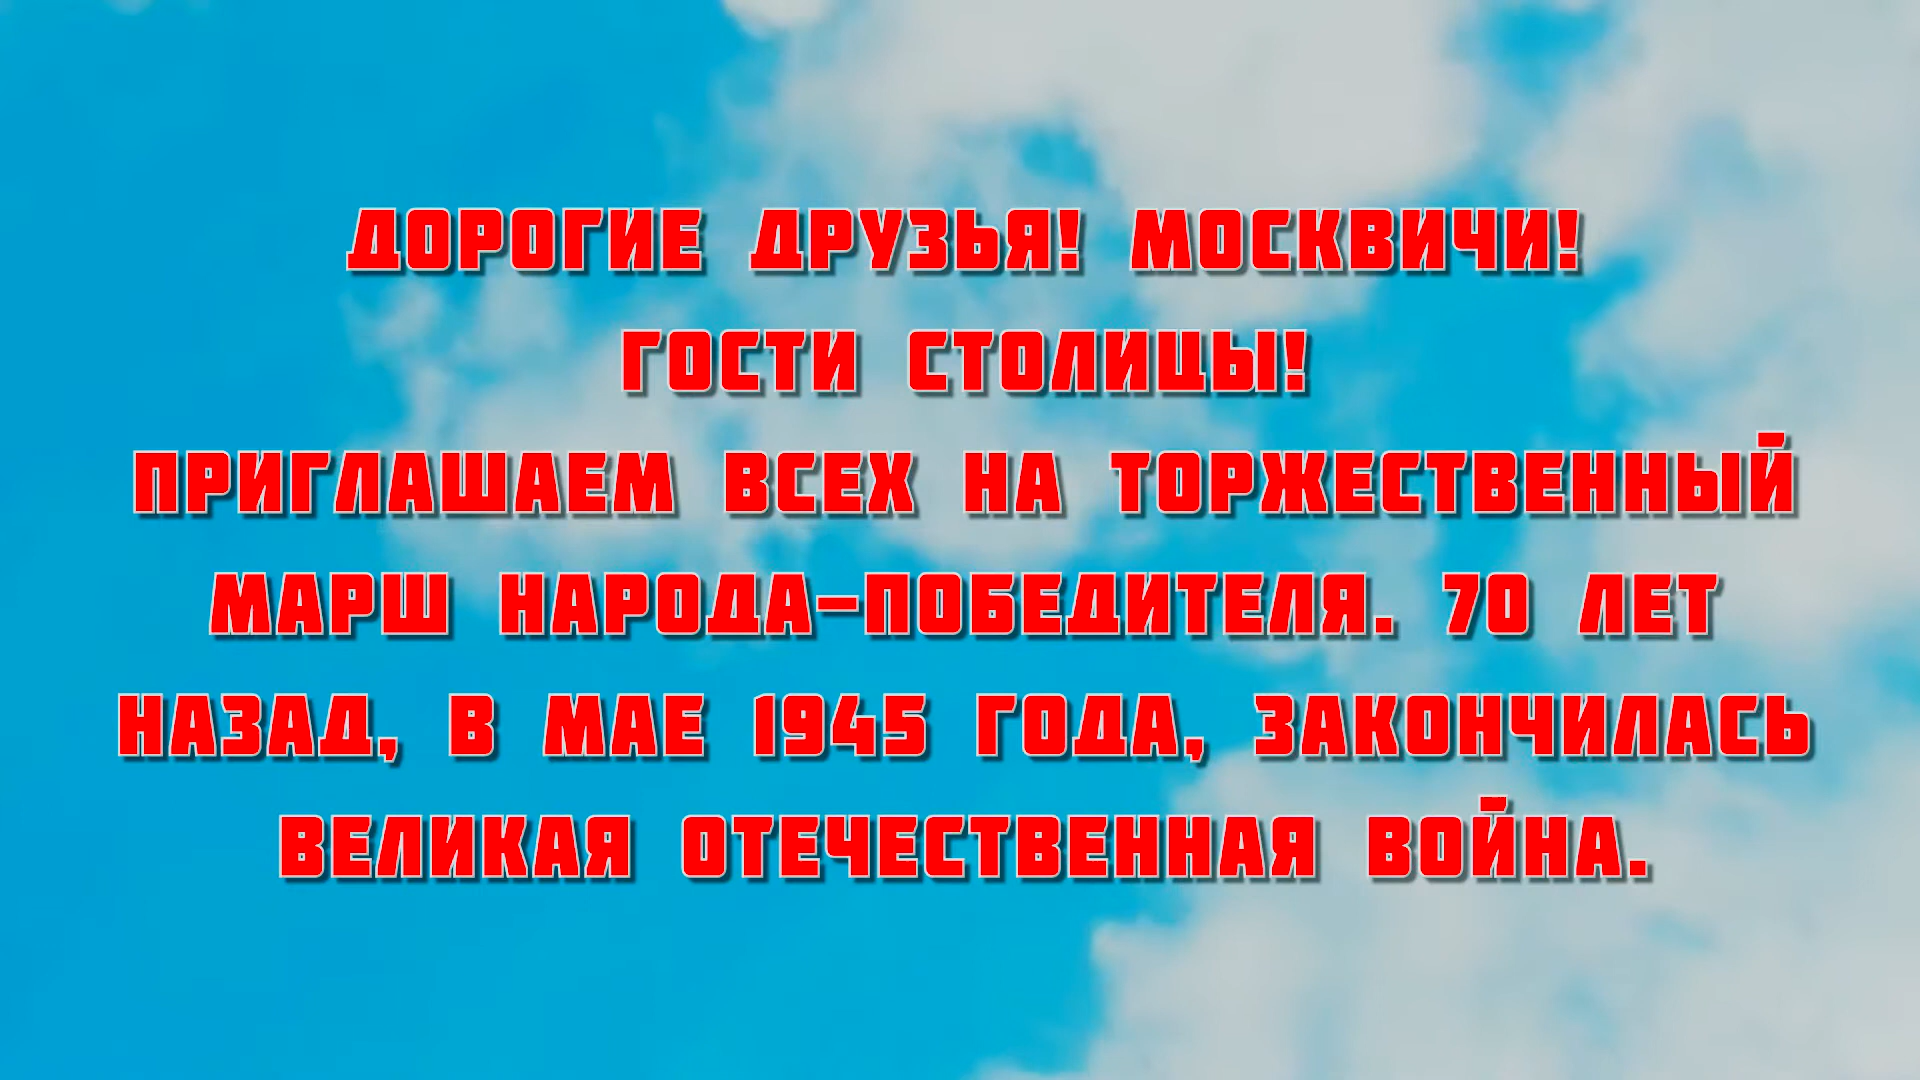 ДОРОГИЕ ДРУЗЬЯ! МОСКВИЧИ!
ГОСТИ СТОЛИЦЫ!
ПРИГЛАШАЕМ ВСЕХ НА ТОРЖЕСТВЕННЫЙ
МАРШ НАРОДА-ПОБЕДИТЕЛЯ. 70 ЛЕТ
НАЗАД, В МАЕ 1945 ГОДА, ЗАКОНЧИЛАСЬ
ВЕЛИКАЯ ОТЕЧЕСТВЕННАЯ ВОЙНА.